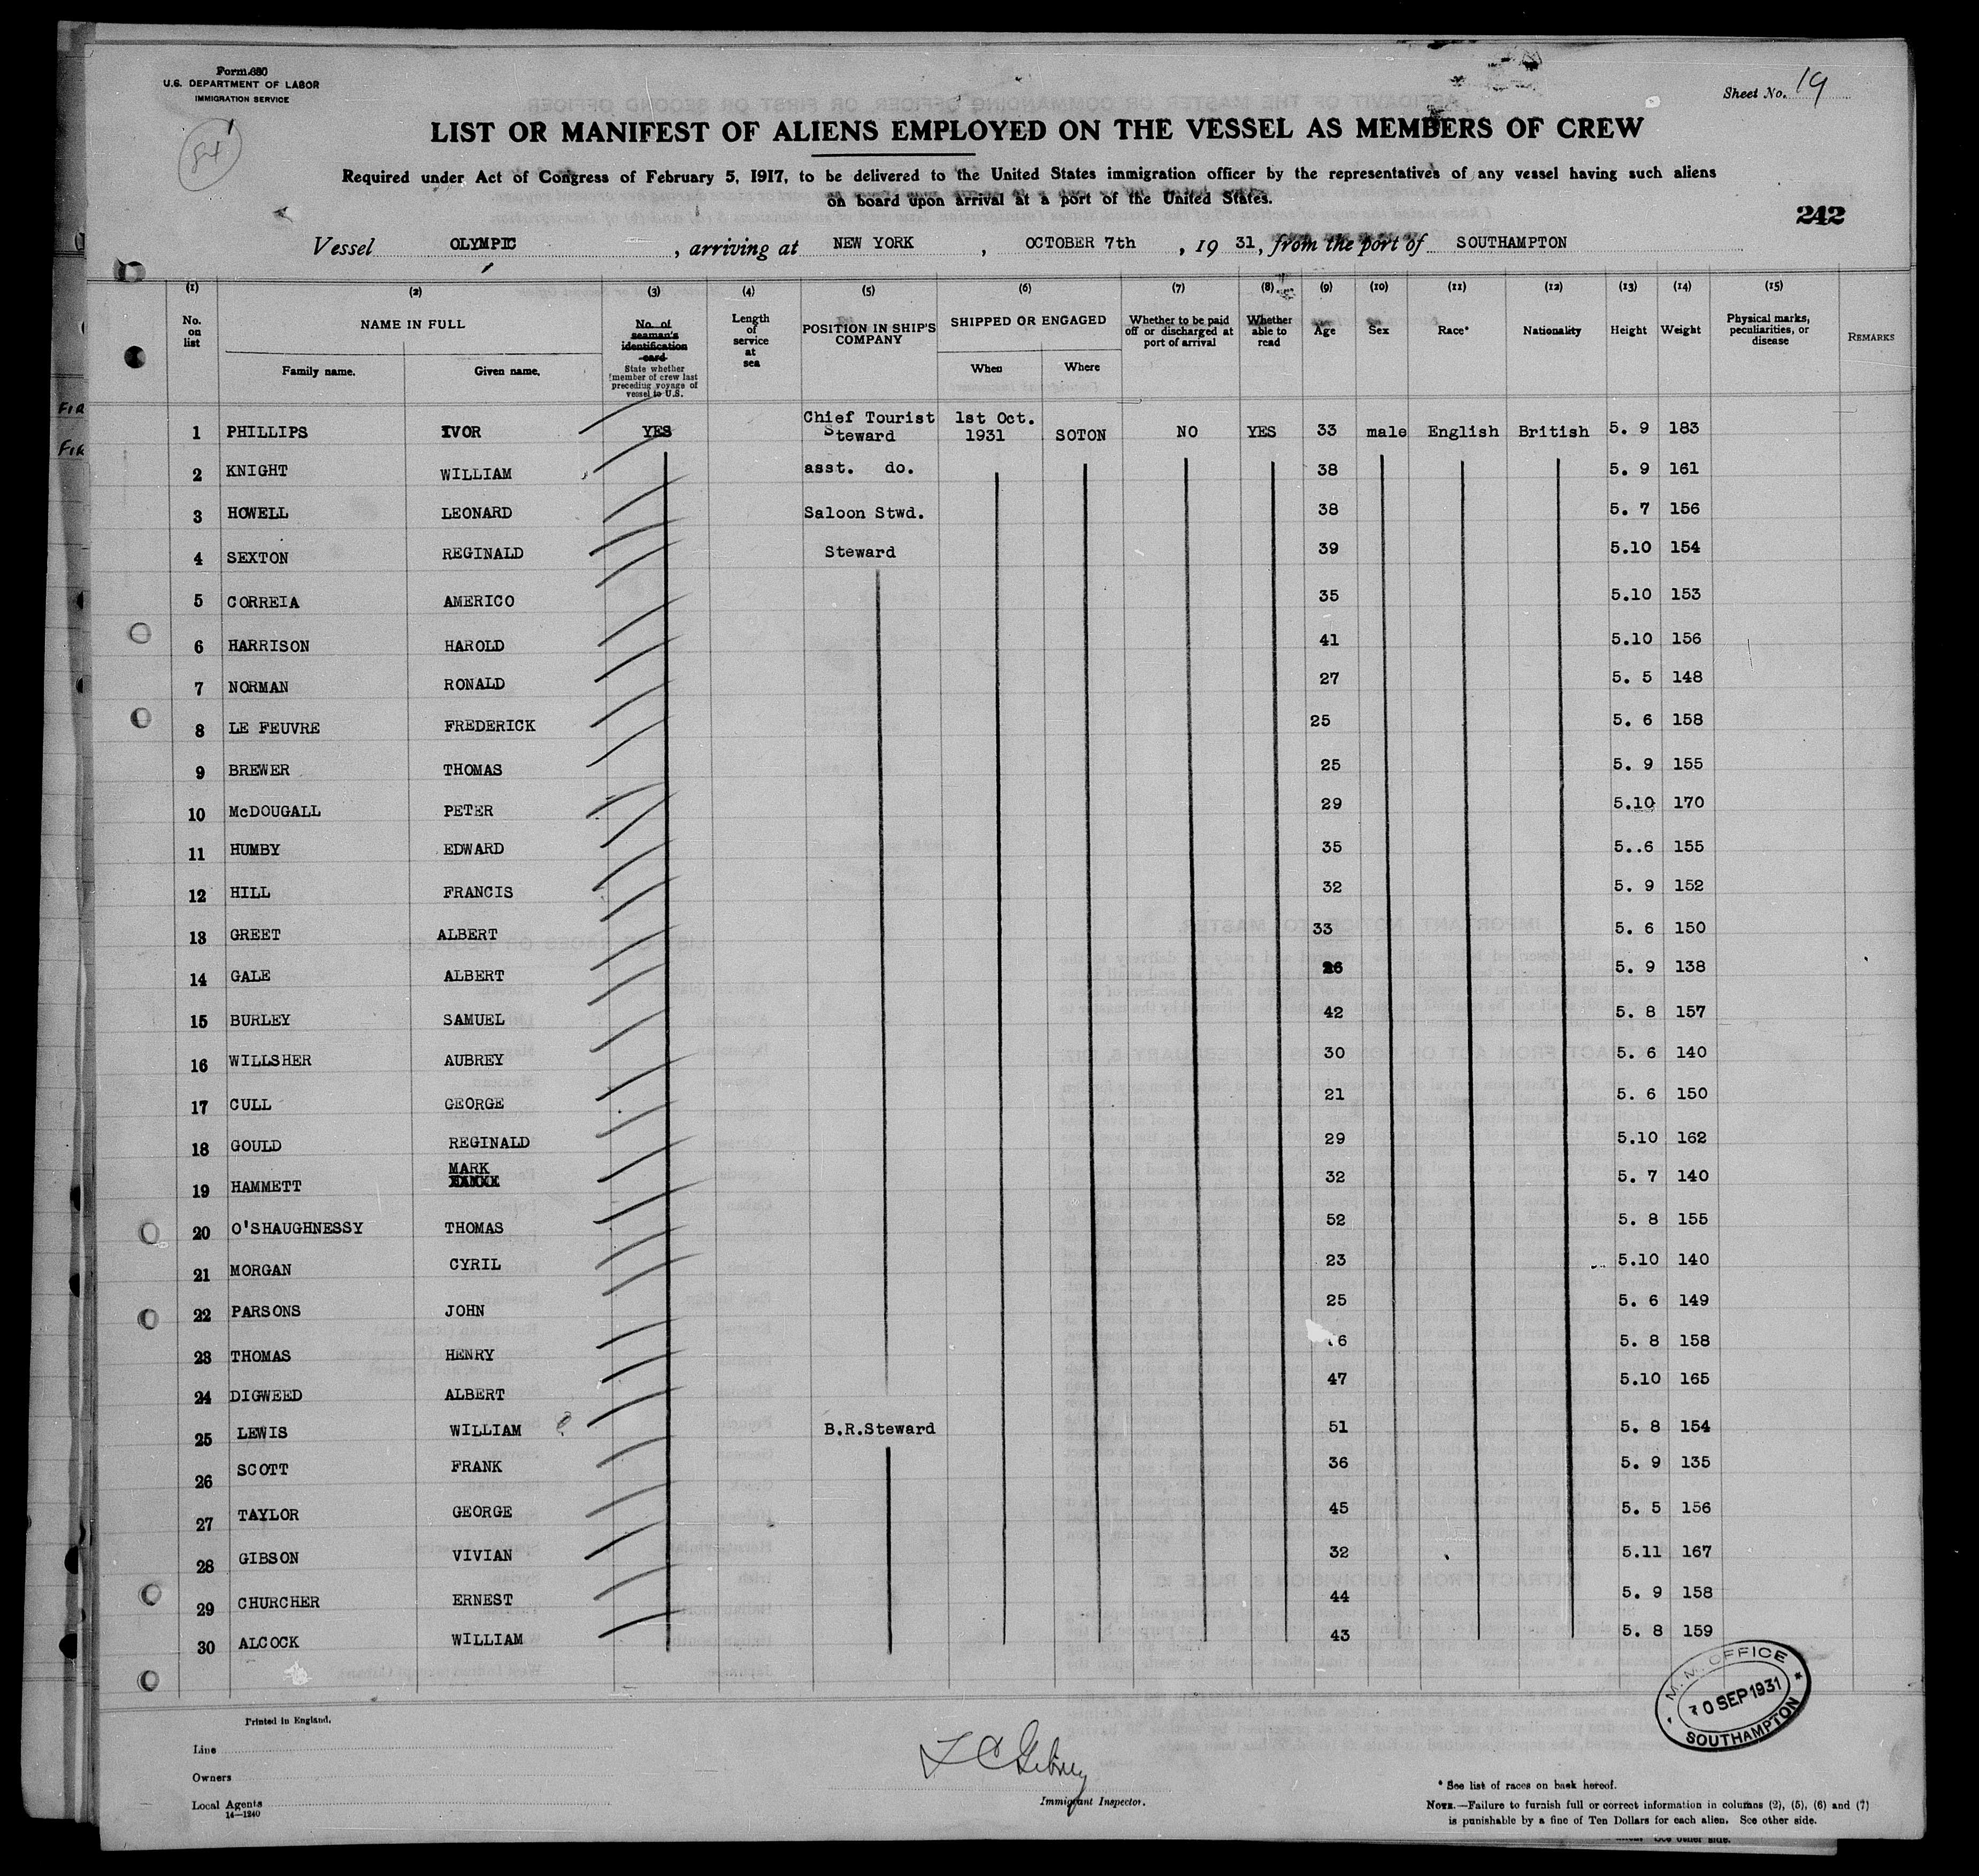 Form 680
U.S. DEPARTMENT OF LABOR
IMMIGRATION SERVICE
Sheet No. 19
84
LIST OR MANIFEST OF ALIENS EMPLOYED ON THE VESSEL AS MEMBERS OF CREW
Required under Act of Congress of February 5, 1917, to be delivered to the United States immigration officer by the representatives of any vessel having such aliens
on board upon arrival at a port of the United States.
242
Vessel OLYMPIC, arriving at NEW YORK, OCTOBER 7th, 19 31, from the port of SOUTHAMPTON
(1) (2) (3) (4) (5) (6) (7) (8) (9) (10) (11) (12) (13) (14) (15)
No. on list
NAME IN FULL
Family name. Given name.
No. of seaman's identification card
State whether member of crew last preceding voyage of vessel to U.S.
Length of service at sea
POSITION IN SHIP'S COMPANY
SHIPPED OR ENGAGED
When Where
Whether to be paid off or discharged at port of arrival
Whether able to read
Age
Sex
Race*
Nationality
Height
Weight
Physical marks, peculiarities, or disease
REMARKS
1 PHILLIPS IVOR YES Chief Tourist Steward 1st Oct. 1931 SOTON NO YES 33 male English British 5. 9 183
2 KNIGHT WILLIAM asst. do. 38 5. 9 161
3 HOWELL LEONARD Saloon Stwd. 38 5. 7 156
4 SEXTON REGINALD Steward 39 5.10 154
5 CORREIA AMERICO 35 5.10 153
6 HARRISON HAROLD 41 5.10 156
7 NORMAN RONALD 27 5. 5 148
8 LE FEUVRE FREDERICK 25 5. 6 158
9 BREWER THOMAS 25 5. 9 155
10 McDOUGALL PETER 29 5.10 170
11 HUMBY EDWARD 35 5..6 155
12 HILL FRANCIS 32 5. 9 152
13 GREET ALBERT 33 5. 6 150
14 GALE ALBERT 26 5. 9 138
15 BURLEY SAMUEL 42 5. 8 157
16 WILLSHER AUBREY 30 5. 6 140
17 CULL GEORGE 21 5. 6 150
18 GOULD REGINALD 29 5.10 162
19 HAMMETT MARK 32 5. 7 140
20 O'SHAUGHNESSY THOMAS 52 5. 8 155
21 MORGAN CYRIL 23 5.10 140
22 PARSONS JOHN 25 5. 6 149
23 THOMAS HENRY 6 5. 8 158
24 DIGWEED ALBERT 47 5.10 165
25 LEWIS WILLIAM B.R.Steward 51 5. 8 154
26 SCOTT FRANK 36 5. 9 135
27 TAYLOR GEORGE 45 5. 5 156
28 GIBSON VIVIAN 32 5.11 167
29 CHURCHER ERNEST 44 5. 9 158
30 ALCOCK WILLIAM 43 5. 8 159
M. M. OFFICE
30 SEP 1931
SOUTHAMPTON
Printed in England.
Line
Owners
Local Agents
14—1240
Immigrant Inspector.
* See list of races on back hereof.
NOTE.—Failure to furnish full or correct information in columns (2), (5), (6) and (7)
is punishable by a fine of Ten Dollars for each alien. See other side.